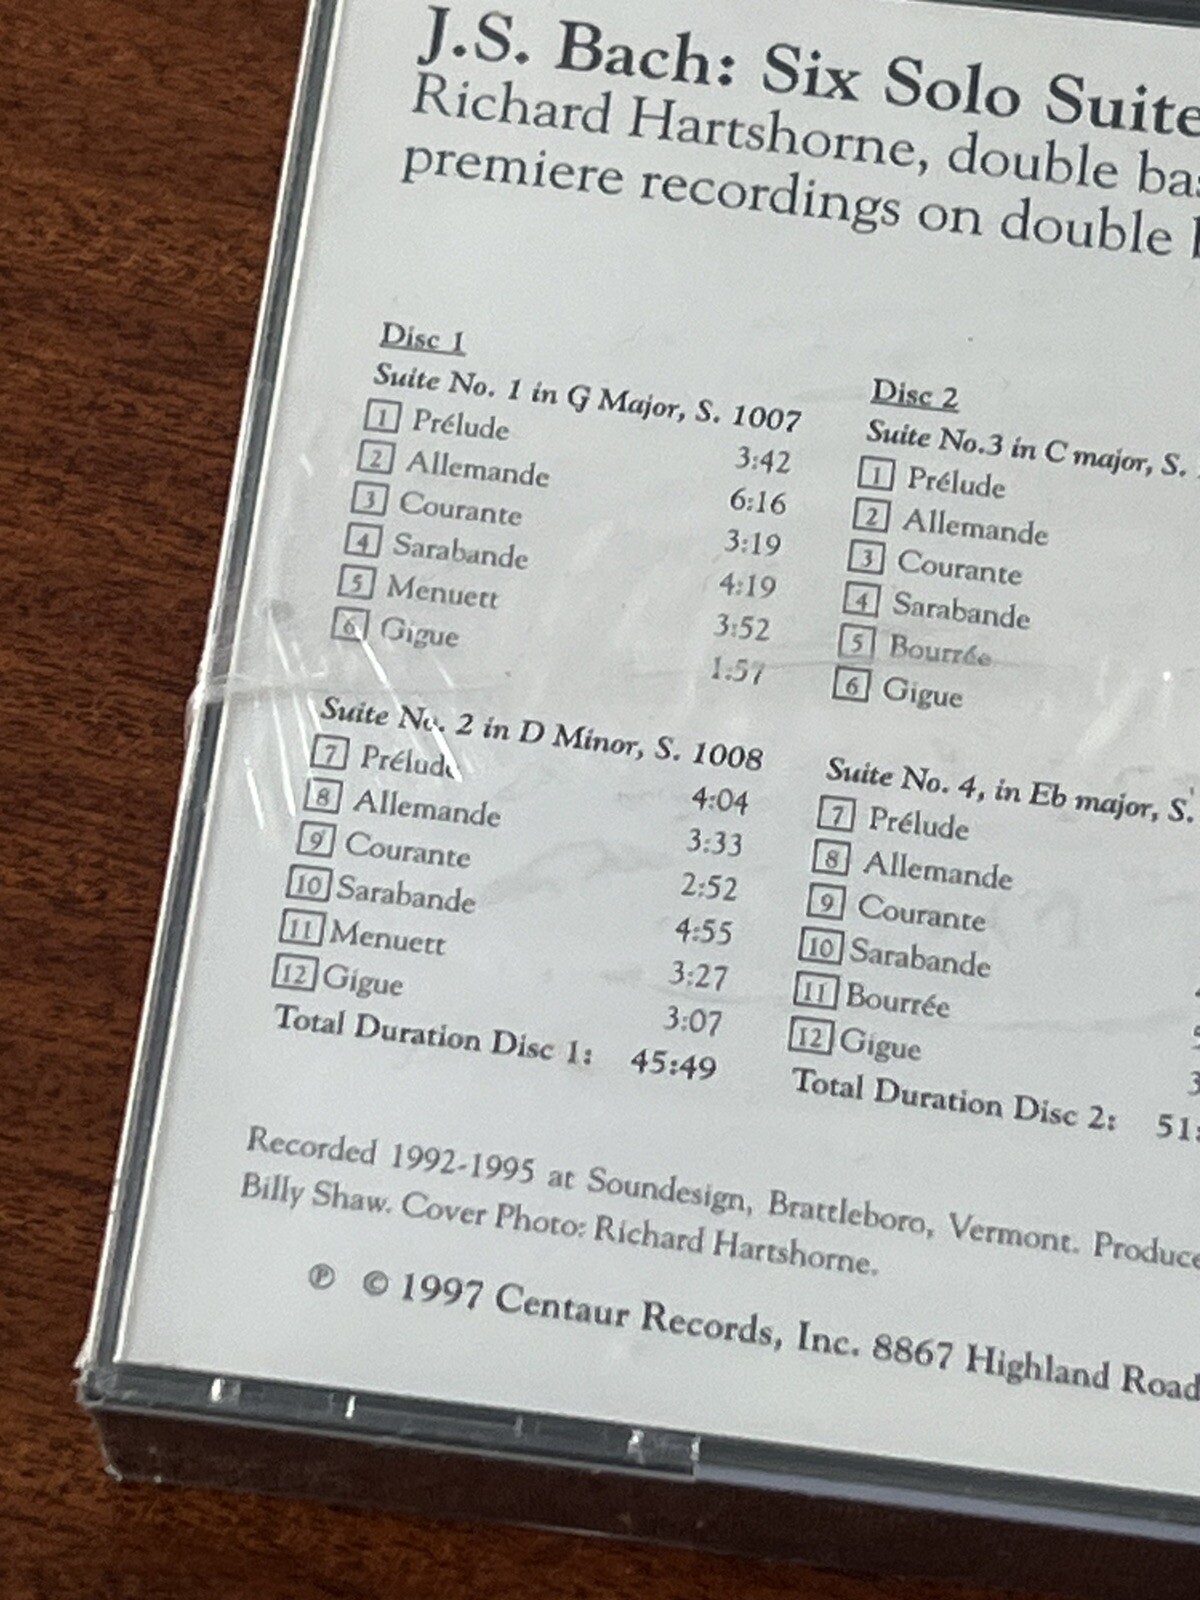 J.S. Bach: Six Solo Suite
Richard Hartshorne, double bas
premiere recordings on double
Disc 1
Suite No. 1 in G Major, S. 1007
1 Prélude 3:42
2 Allemande 6:16
3 Courante 3:19
4 Sarabande 4:19
5 Menuett 3:52
6 Gigue 1:57
Suite No. 2 in D Minor, S. 1008
7 Prélude 4:04
8 Allemande 3:33
9 Courante 2:52
10 Sarabande 4:55
11 Menuett 3:27
12 Gigue 3:07
Total Duration Disc 1: 45:49
Disc 2
Suite No.3 in C major, S.
1 Prélude
2 Allemande
3 Courante
4 Sarabande
5 Bourrée
6 Gigue
Suite No. 4, in Eb major, S.
7 Prélude
8 Allemande
9 Courante
10 Sarabande
11 Bourrée
12 Gigue 3
Total Duration Disc 2: 51:
Recorded 1992-1995 at Soundesign, Brattleboro, Vermont. Produce
Billy Shaw. Cover Photo: Richard Hartshorne.
℗ © 1997 Centaur Records, Inc. 8867 Highland Road